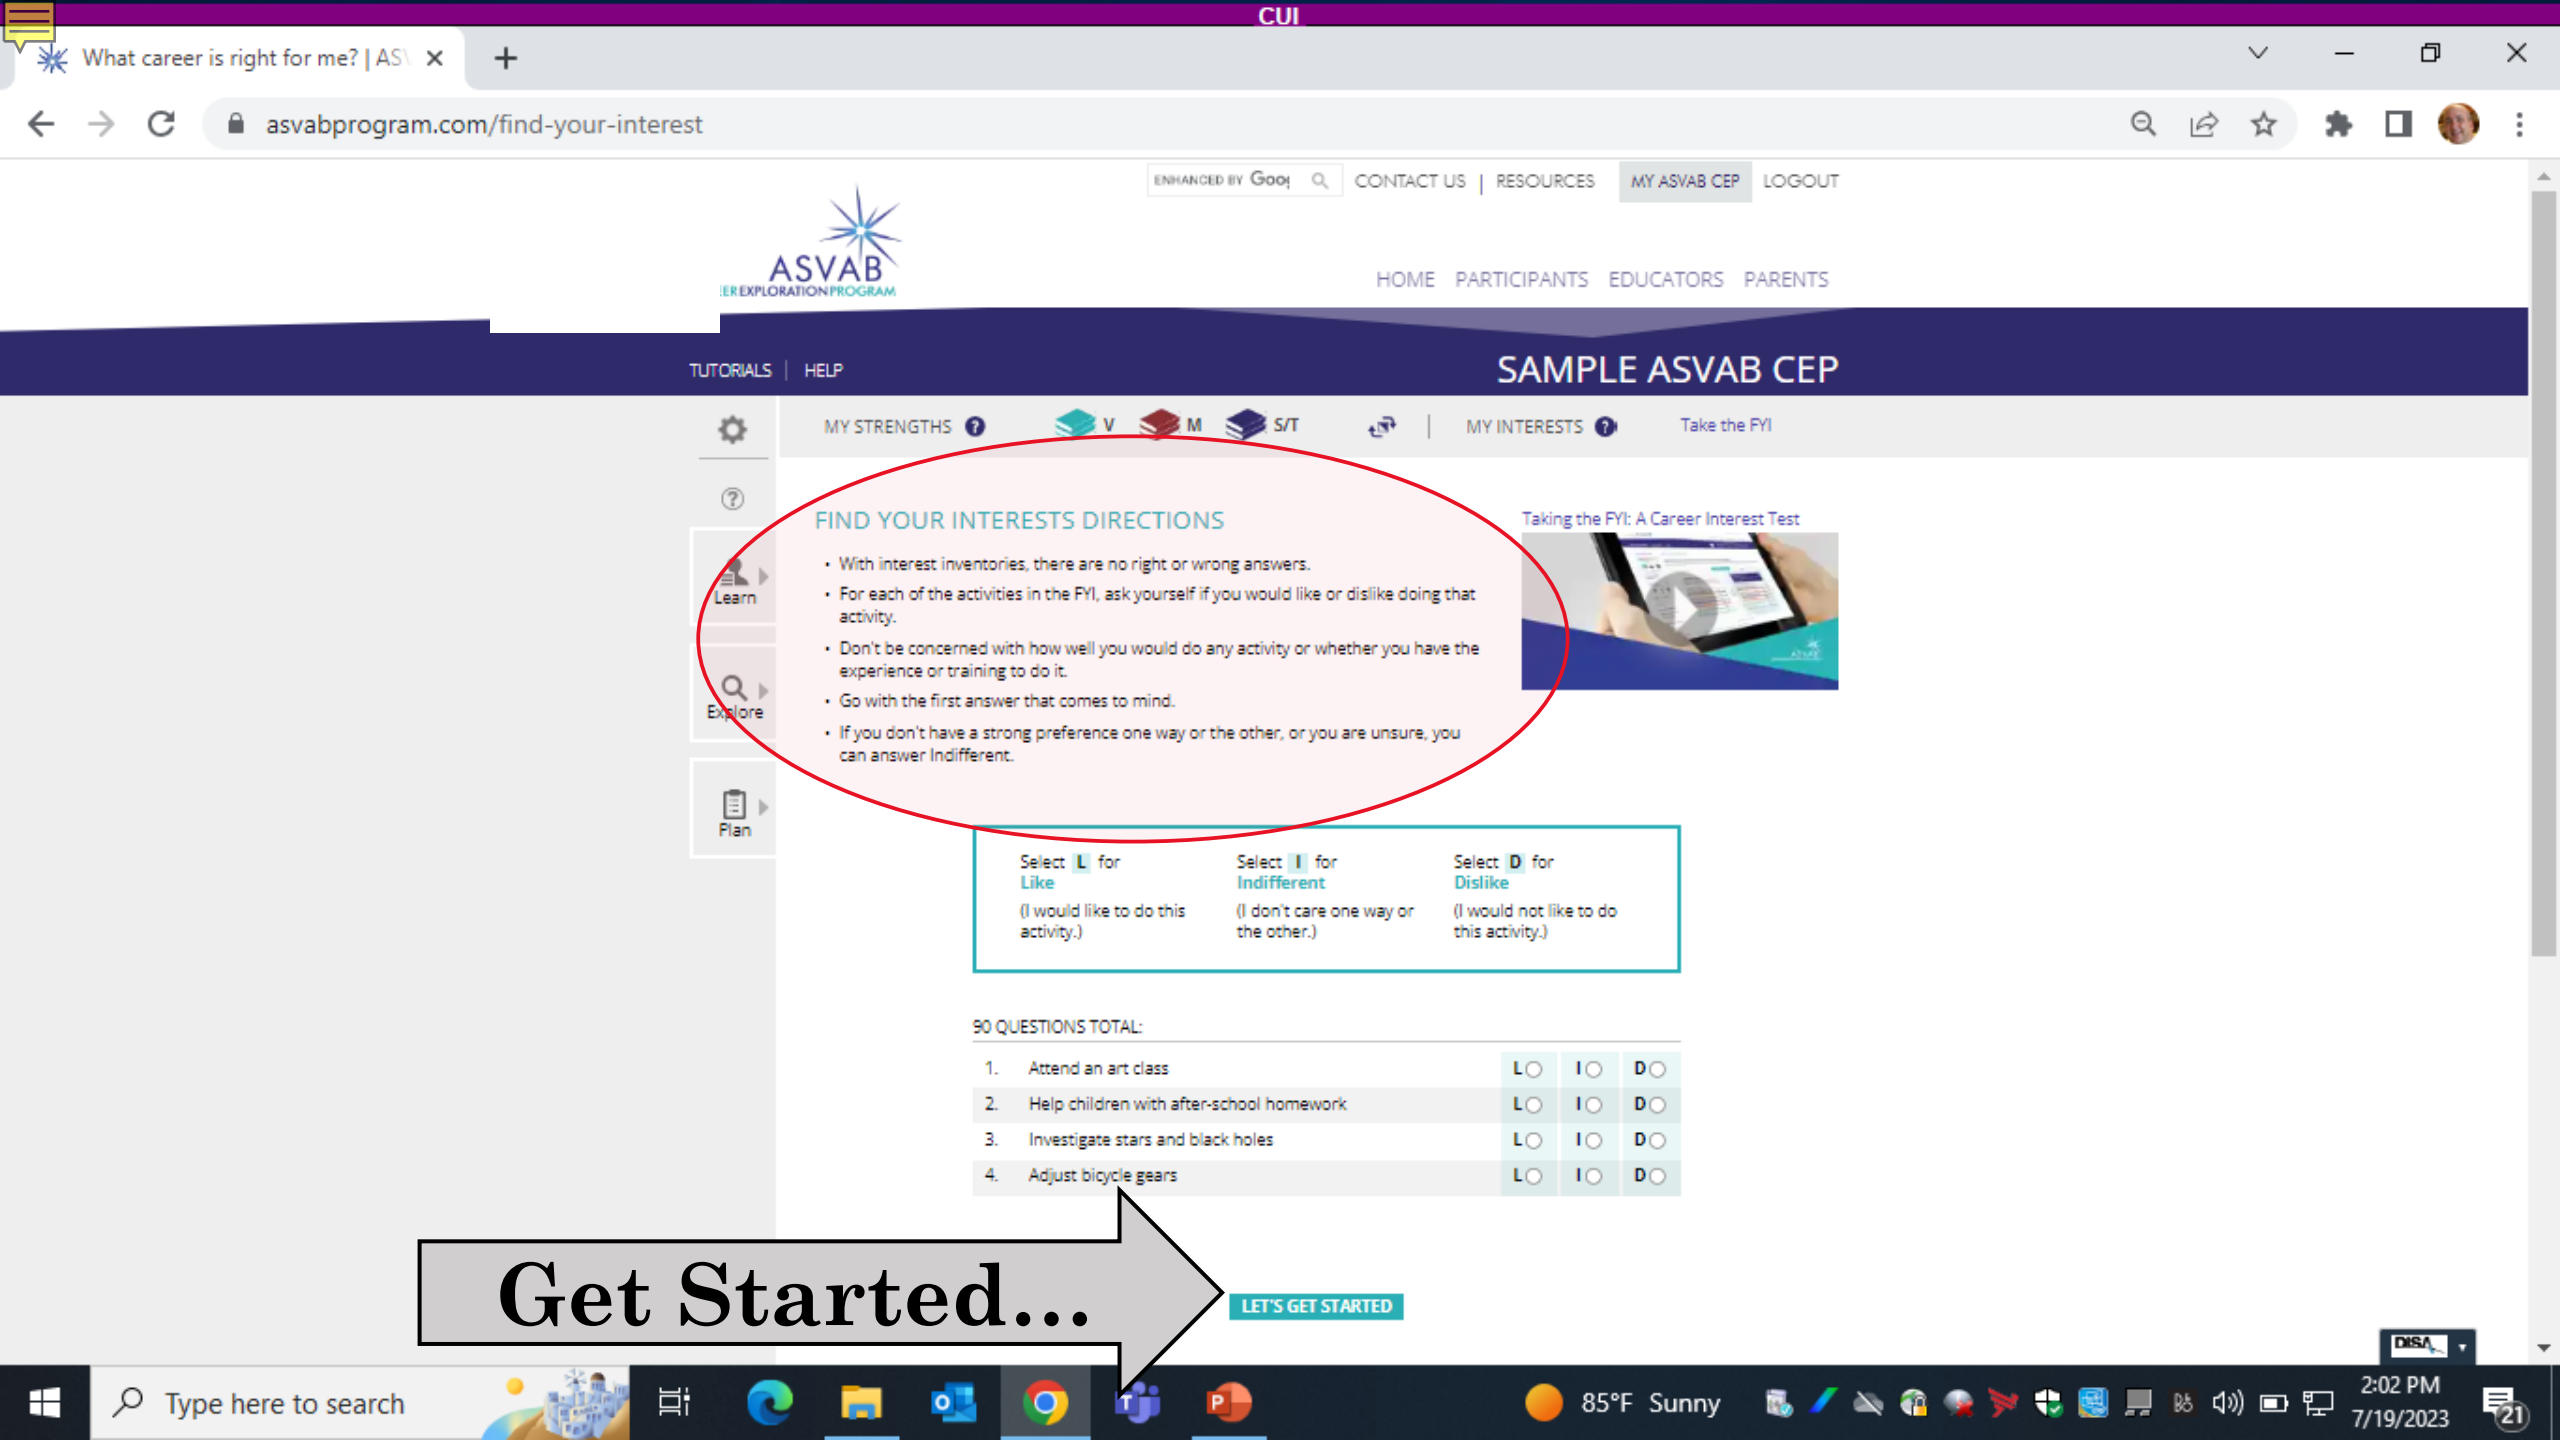 CUI
What career is right for me? | AS
asvabprogram.com/find-your-interest
ENHANCED BY Goog
CONTACT US | RESOURCES
MY ASVAB CEP
LOGOUT
ASVAB
EREXPLORATIONPROGRAM
HOME PARTICIPANTS EDUCATORS PARENTS
TUTORIALS | HELP
SAMPLE ASVAB CEP
MY STRENGTHS ? V M S/T | MY INTERESTS ? Take the FYI
?
Learn
Explore
Plan
FIND YOUR INTERESTS DIRECTIONS
• With interest inventories, there are no right or wrong answers.
• For each of the activities in the FYI, ask yourself if you would like or dislike doing that
activity.
• Don't be concerned with how well you would do any activity or whether you have the
experience or training to do it.
• Go with the first answer that comes to mind.
• If you don't have a strong preference one way or the other, or you are unsure, you
can answer Indifferent.
Taking the FYI: A Career Interest Test
Select L for
Like
(I would like to do this
activity.)
Select I for
Indifferent
(I don't care one way or
the other.)
Select D for
Dislike
(I would not like to do
this activity.)
90 QUESTIONS TOTAL:
1. Attend an art class L I D
2. Help children with after-school homework L I D
3. Investigate stars and black holes L I D
4. Adjust bicycle gears L I D
Get Started...
LET'S GET STARTED
DISA
Type here to search
85°F Sunny
2:02 PM
7/19/2023
21